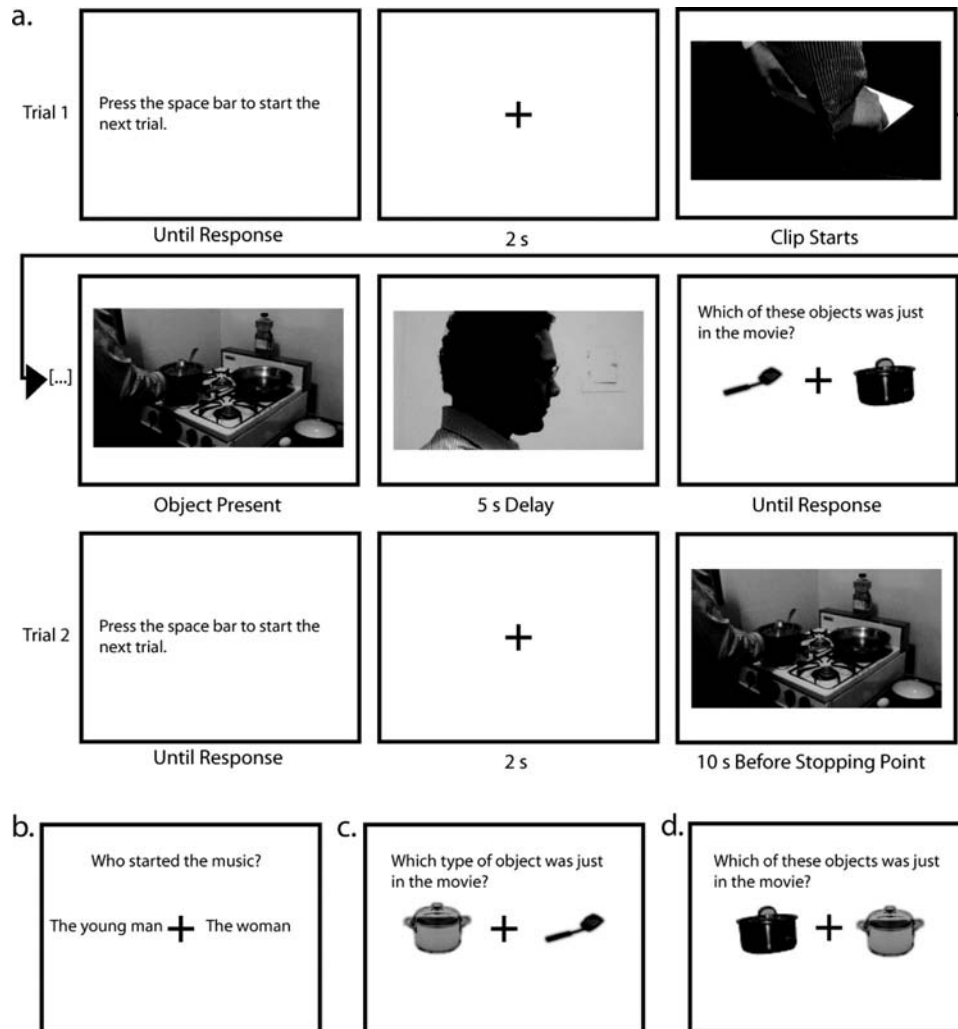 a.
Trial 1
Press the space bar to start the
next trial.
Until Response
2 s
Clip Starts
[...]
Object Present
5 s Delay
Which of these objects was just
in the movie?
Until Response
Trial 2
Press the space bar to start the
next trial.
Until Response
2 s
10 s Before Stopping Point
b.
Who started the music?
The young man
The woman
c.
Which type of object was just
in the movie?
d.
Which of these objects was just
in the movie?